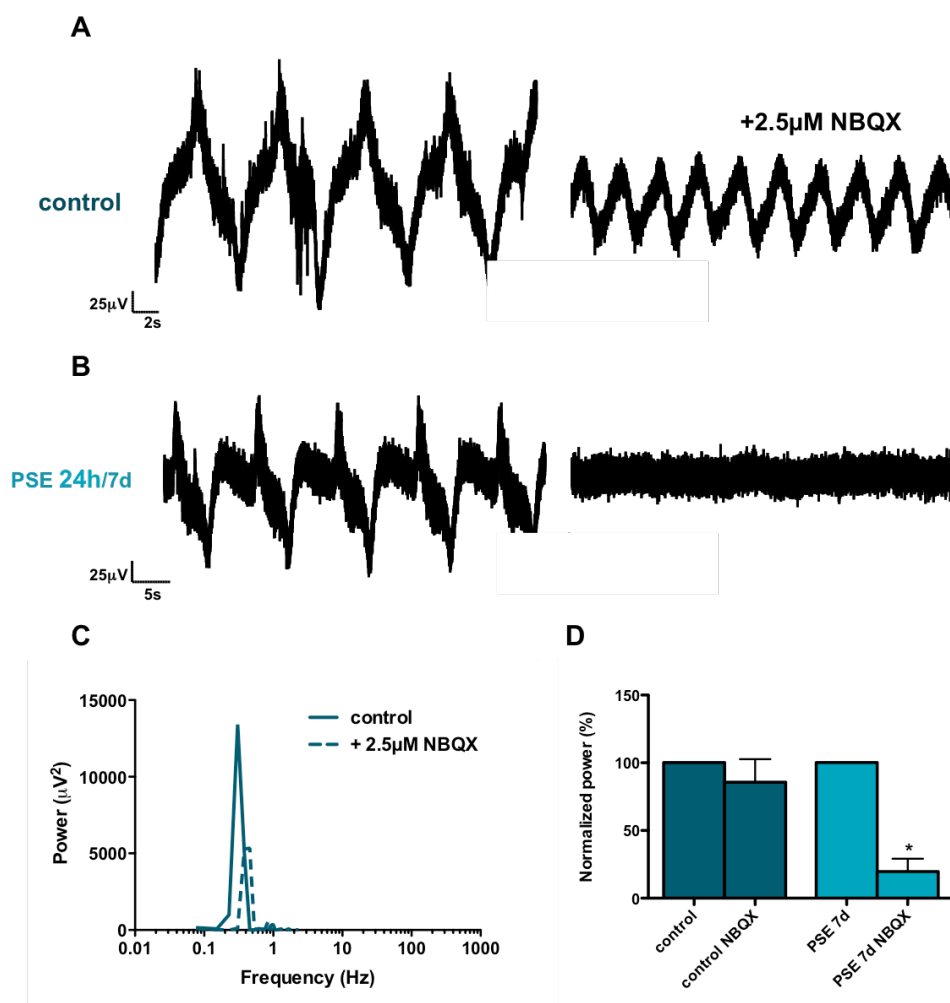 A
+2.5µM NBQX
control
25µV
2s
B
PSE 24h/7d
25µV
5s
C
D
15000
10000
5000
0
Power (µV²)
control
+ 2.5µM NBQX
0.01 0.1 1 10 100 1000
Frequency (Hz)
150
100
50
0
Normalized power (%)
*
control
control NBQX
PSE 7d
PSE 7d NBQX